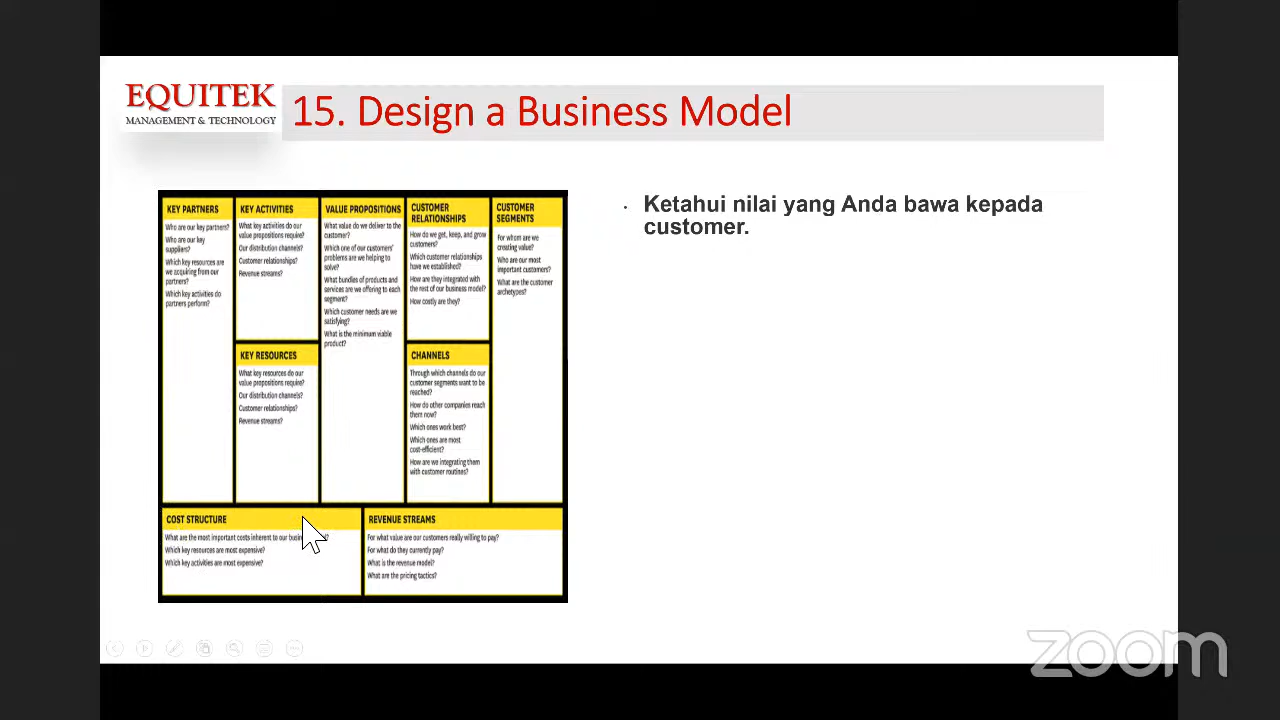 EQUITEK
MANAGEMENT & TECHNOLOGY
15. Design a Business Model
KEY PARTNERS
Who are our key partners?
Who are our key
suppliers?
Which key resources are
we acquiring from our
partners?
Which key activities do
partners perform?
KEY ACTIVITIES
What key activities do our
value propositions require?
Our distribution channels?
Customer relationships?
Revenue streams?
KEY RESOURCES
What key resources do our
value propositions require?
Our distribution channels?
Customer relationships?
Revenue streams?
VALUE PROPOSITIONS
What value do we deliver to the
customer?
Which one of our customers'
problems are we helping to
solve?
What bundles of products and
services are we offering to each
segment?
Which customer needs are we
satisfying?
What is the minimum viable
product?
CUSTOMER
RELATIONSHIPS
How do we get, keep, and grow
customers?
Which customer relationships
have we established?
How are they integrated with
the rest of our business model?
How costly are they?
CHANNELS
Through which channels do our
customer segments want to be
reached?
How do other companies reach
them now?
Which ones work best?
Which ones are most
cost-efficient?
How are we integrating them
with customer routines?
CUSTOMER
SEGMENTS
For whom are we
creating value?
Who are our most
important customers?
What are the customer
archetypes?
COST STRUCTURE
What are the most important costs inherent to our
Which key resources are most expensive?
Which key activities are most expensive?
REVENUE STREAMS
For what value are our customers really willing to pay?
For what do they currently pay?
What is the revenue model?
What are the pricing tactics?
• Ketahui nilai yang Anda bawa kepada
customer.
zoom